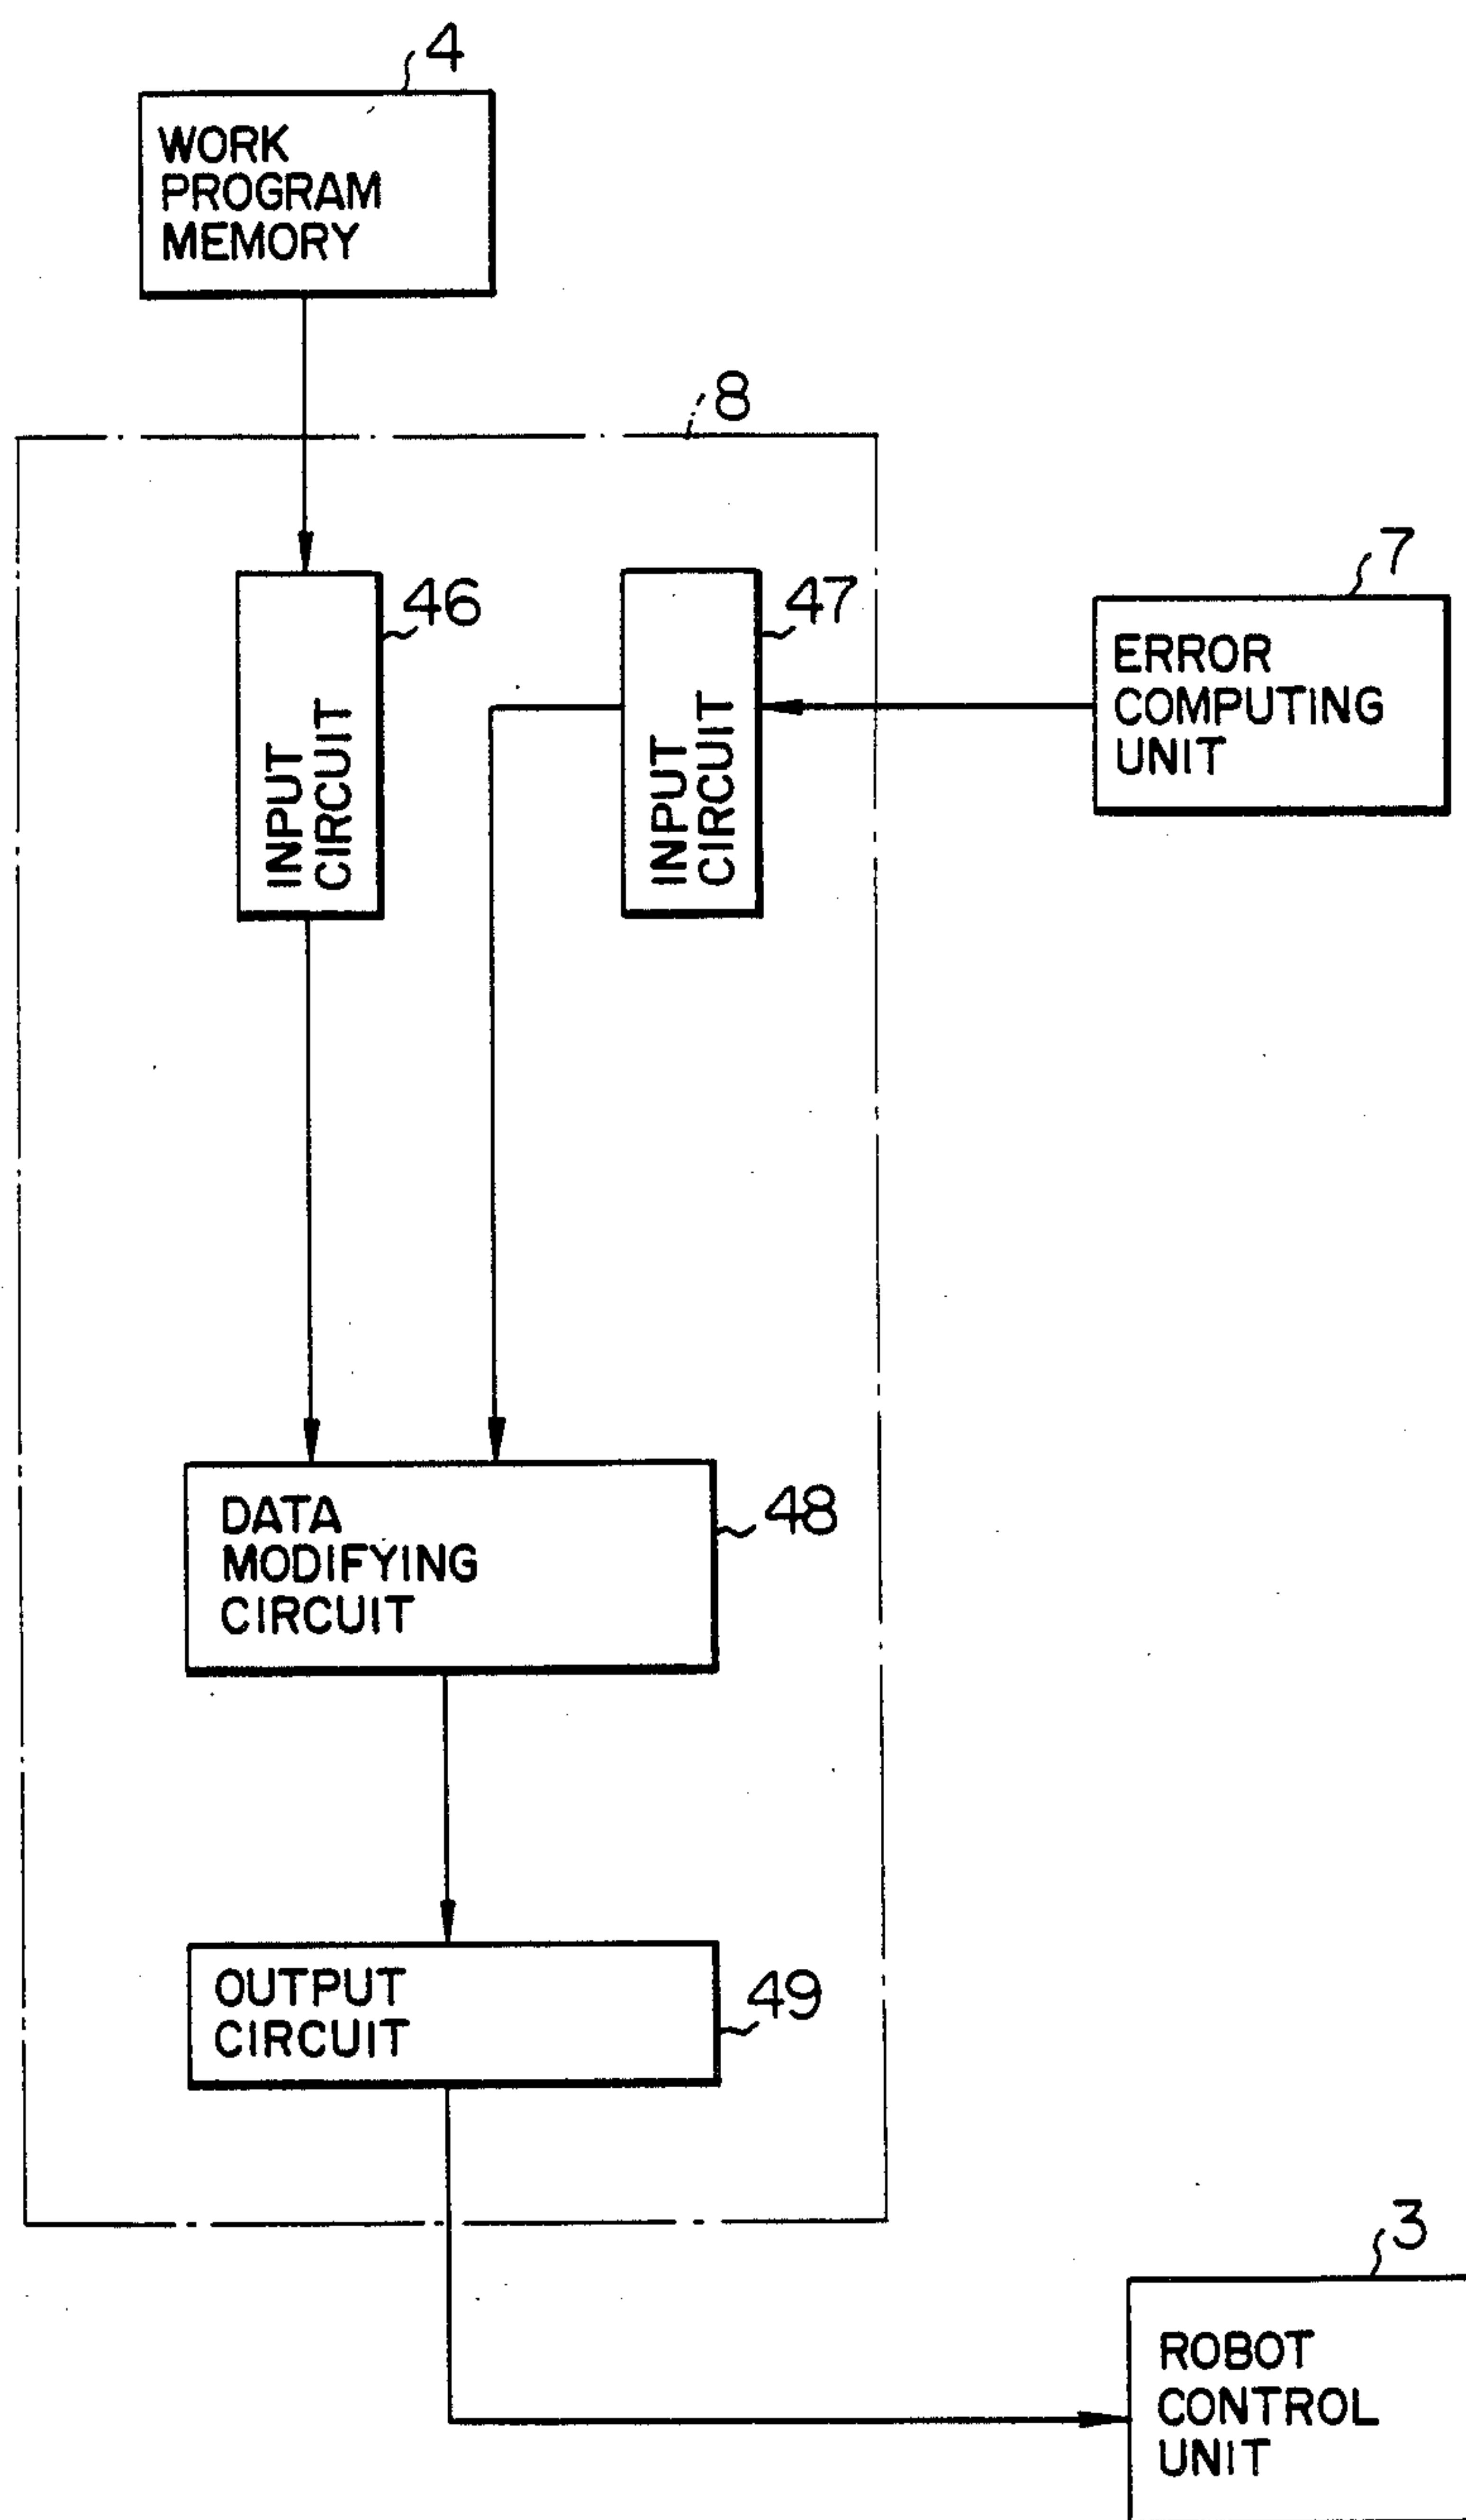 4
WORK
PROGRAM
MEMORY
8
46
INPUT
CIRCUIT
47
INPUT
CIRCUIT
7
ERROR
COMPUTING
UNIT
48
DATA
MODIFYING
CIRCUIT
49
OUTPUT
CIRCUIT
3
ROBOT
CONTROL
UNIT